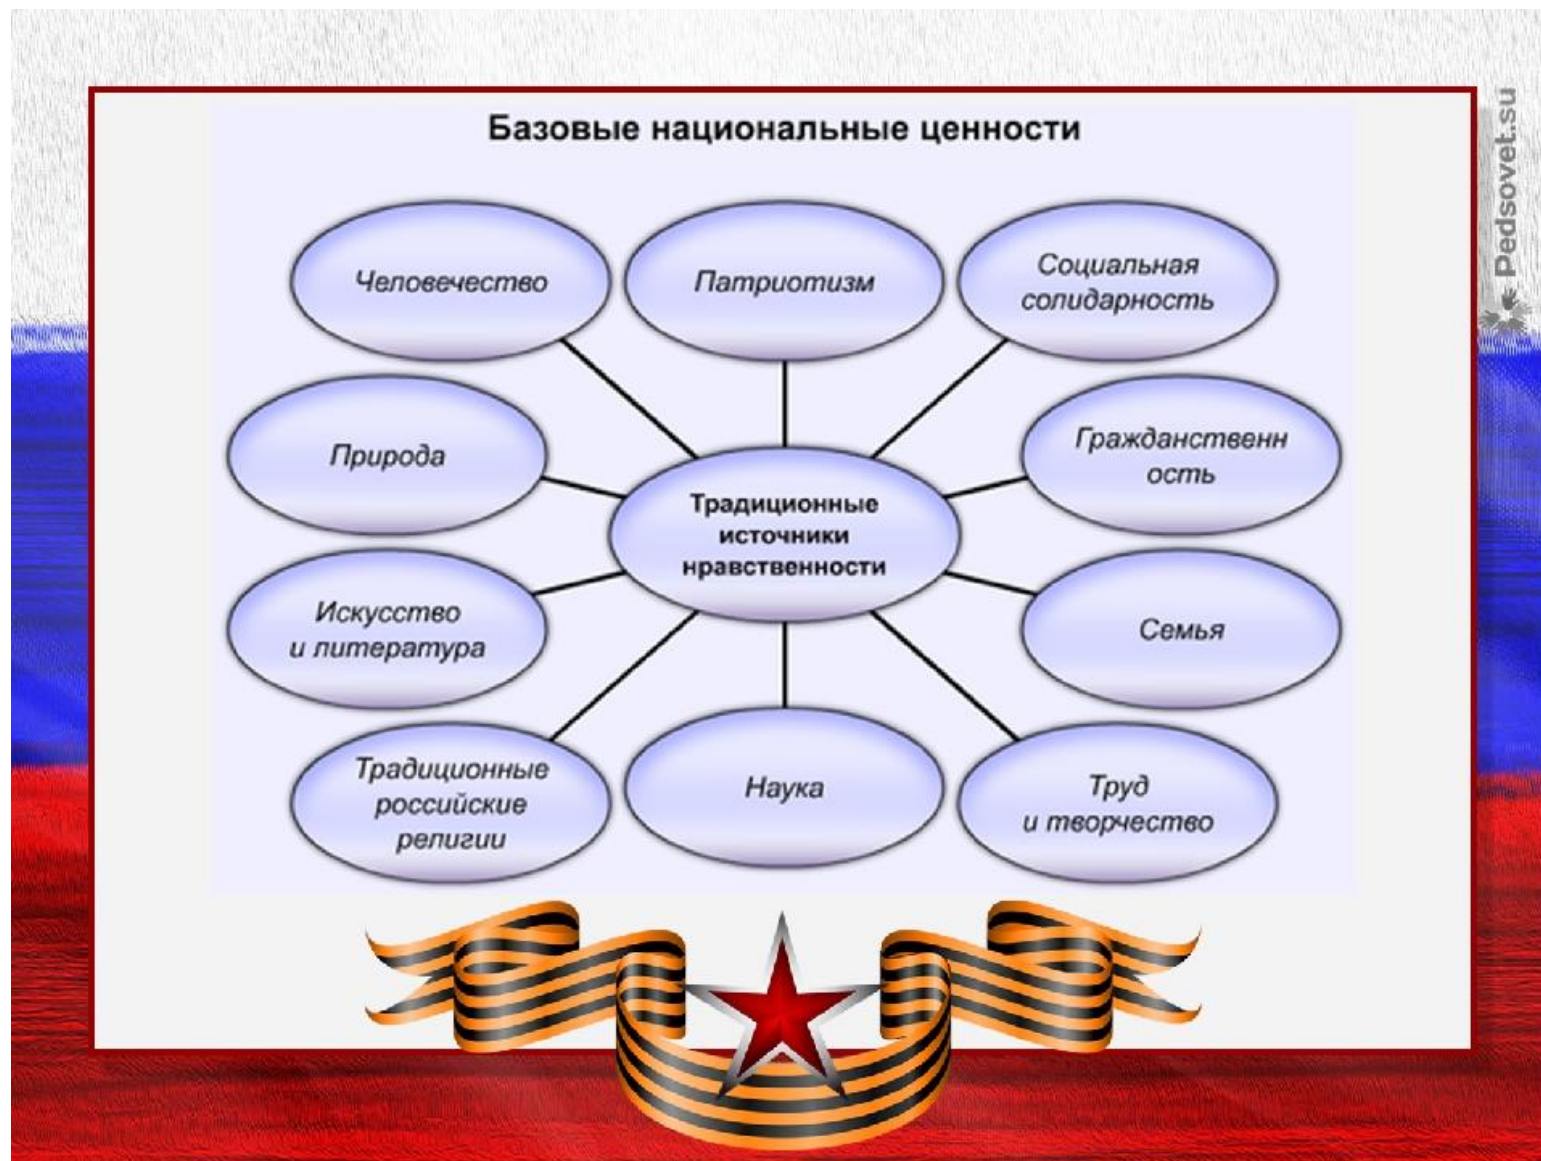 Базовые национальные ценности
Человечество
Патриотизм
Социальная
солидарность
Природа
Гражданственн
ость
Традиционные
источники
нравственности
Искусство
и литература
Семья
Традиционные
российские
религии
Наука
Труд
и творчество
Pedsovet.su